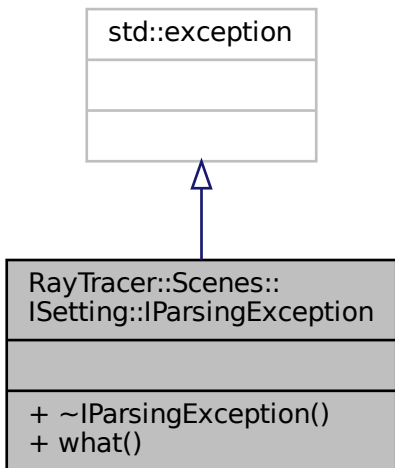 std::exception
RayTracer::Scenes::
ISetting::IParsingException
+ ~IParsingException()
+ what()